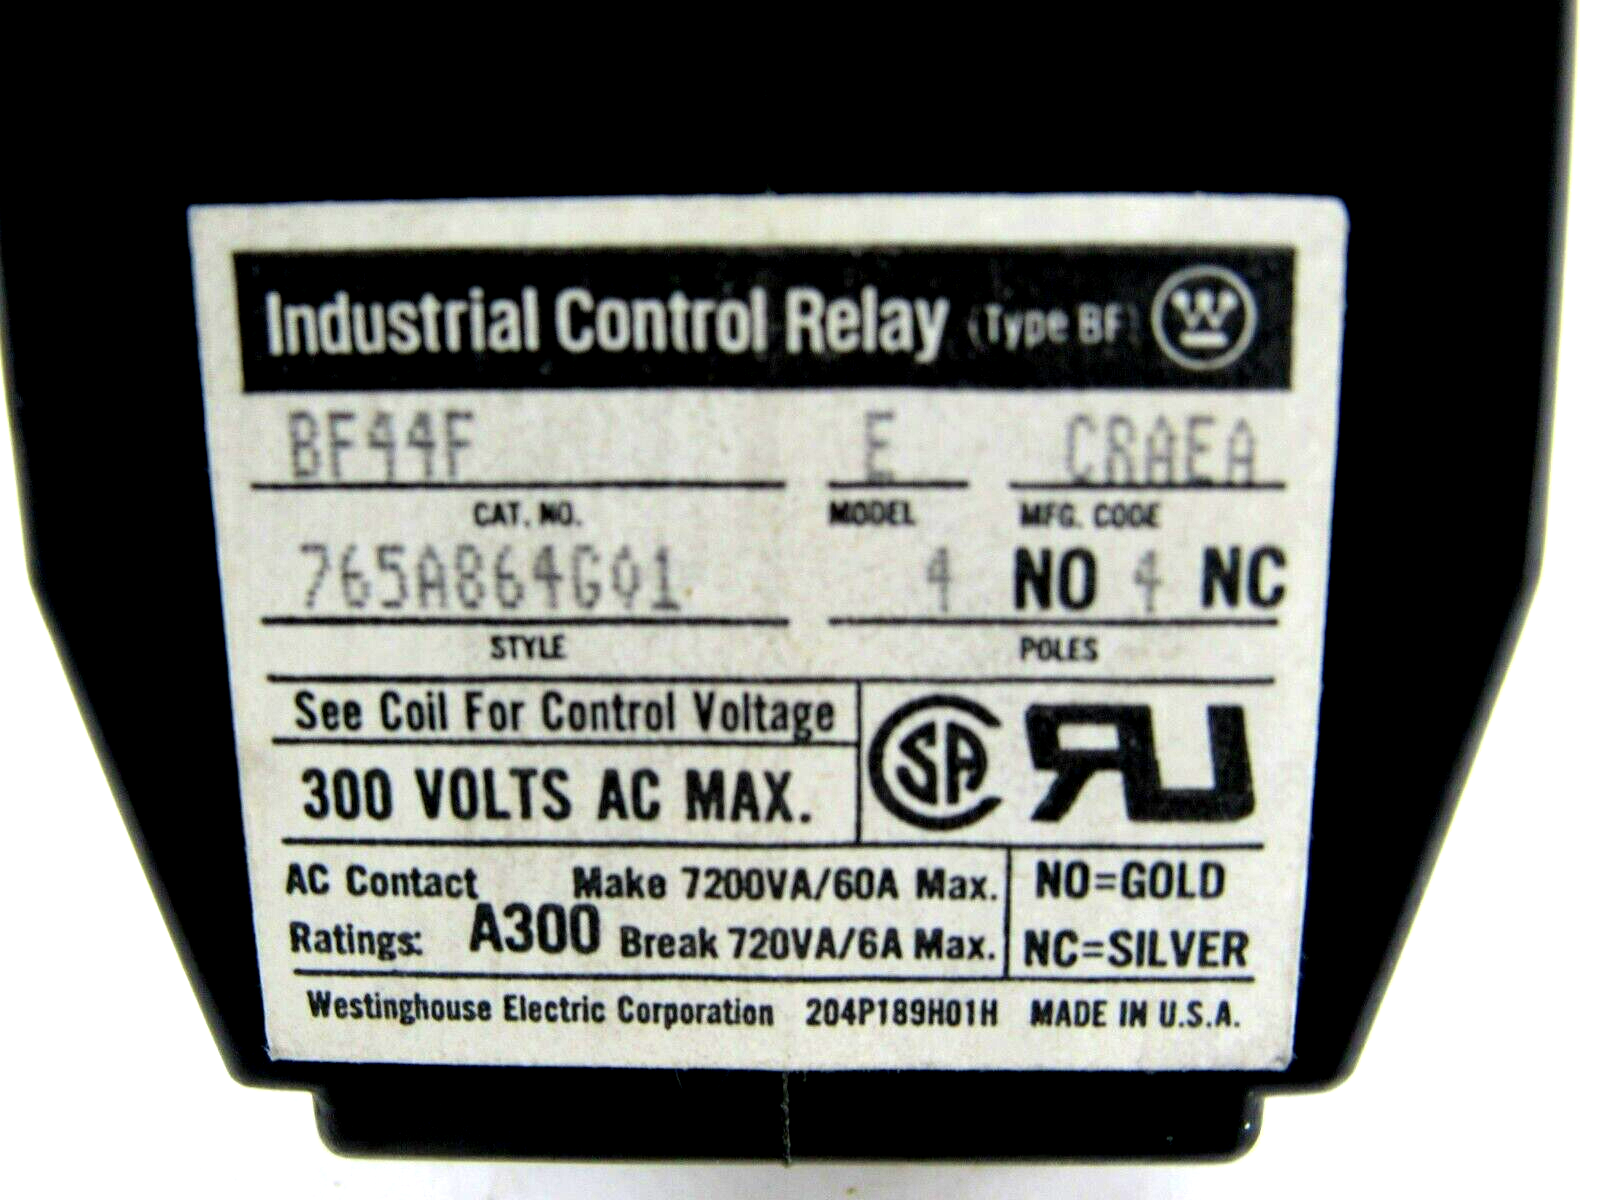 Industrial Control Relay (Type BF) W
BF44F E CRAEA
CAT. NO. MODEL MFG. CODE
765A864G01 4 NO 4 NC
STYLE POLES
See Coil For Control Voltage
300 VOLTS AC MAX.
SA
UR
AC Contact Make 7200VA/60A Max.
Ratings: A300 Break 720VA/6A Max.
NO=GOLD
NC=SILVER
Westinghouse Electric Corporation 204P189H01H MADE IN U.S.A.